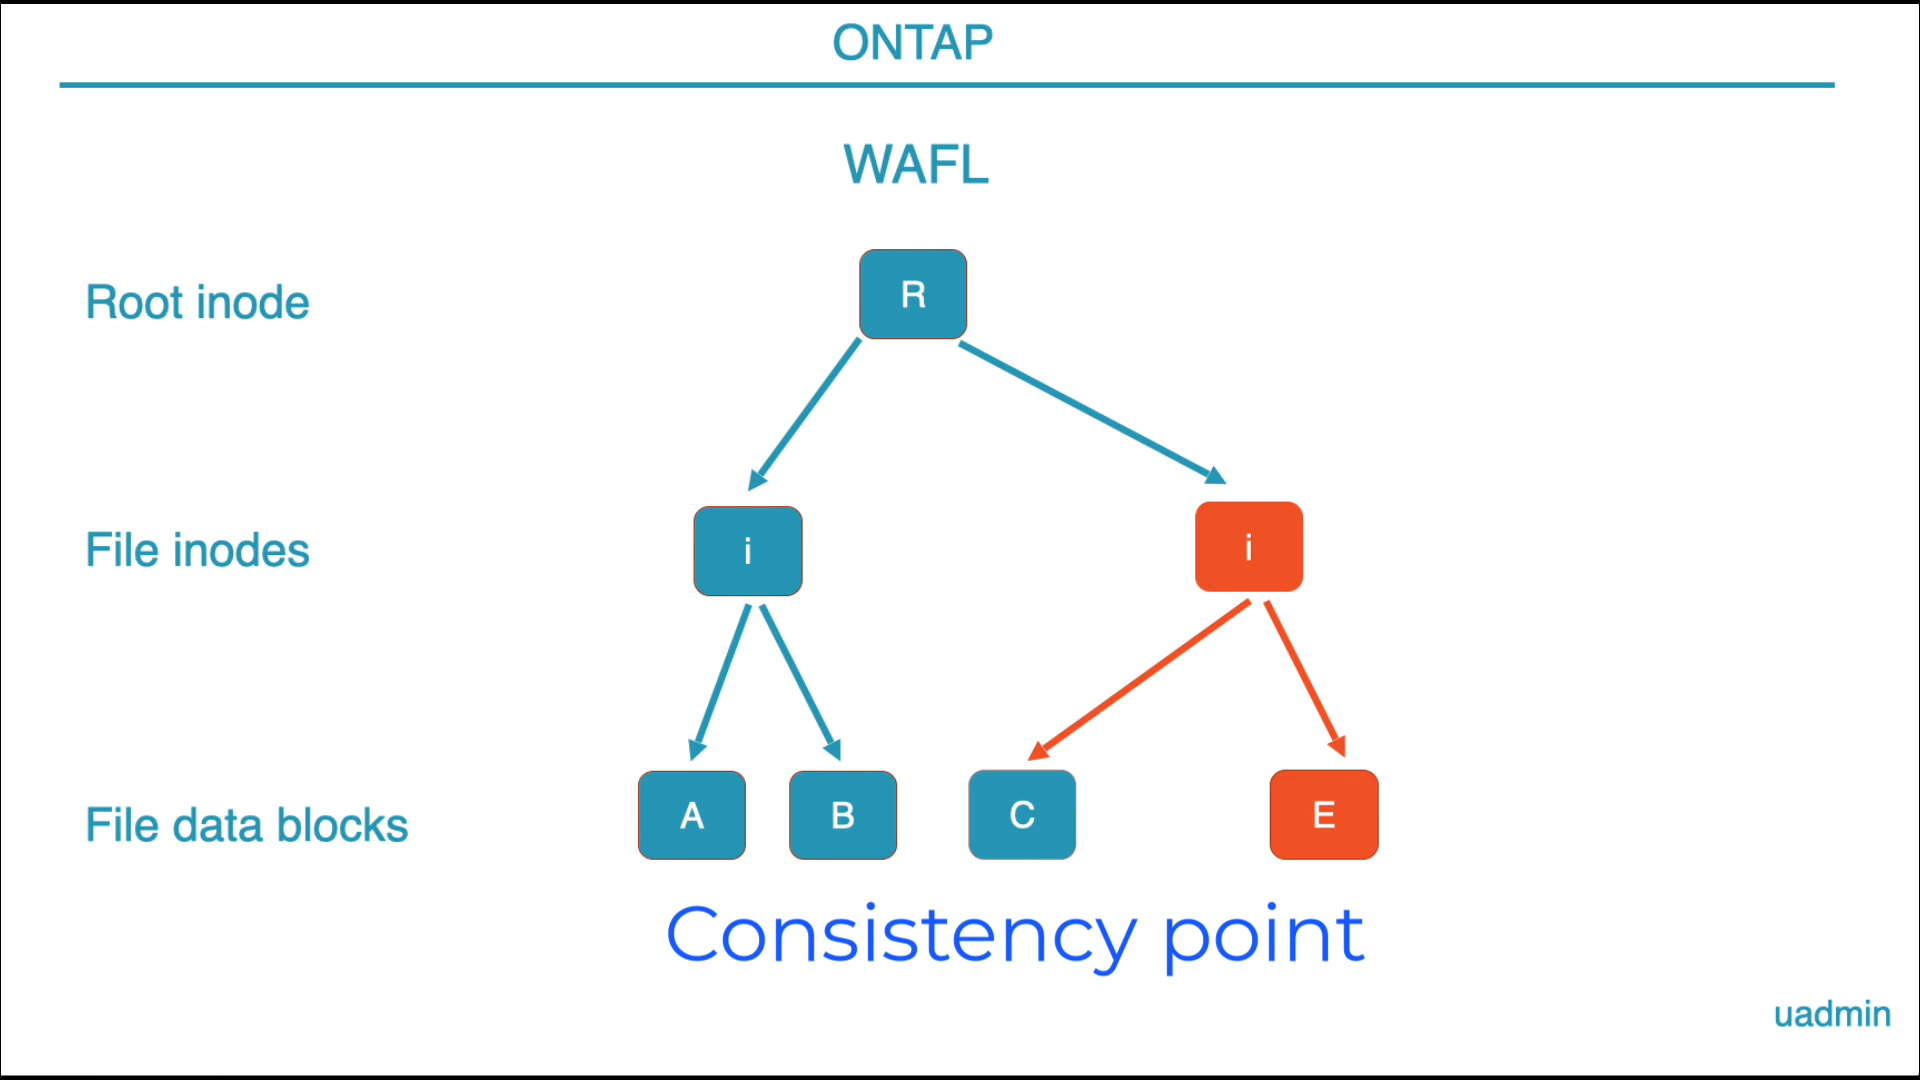 ONTAP
WAFL
Root inode
R
File inodes
i
i
File data blocks
A
B
C
E
Consistency point
uadmin